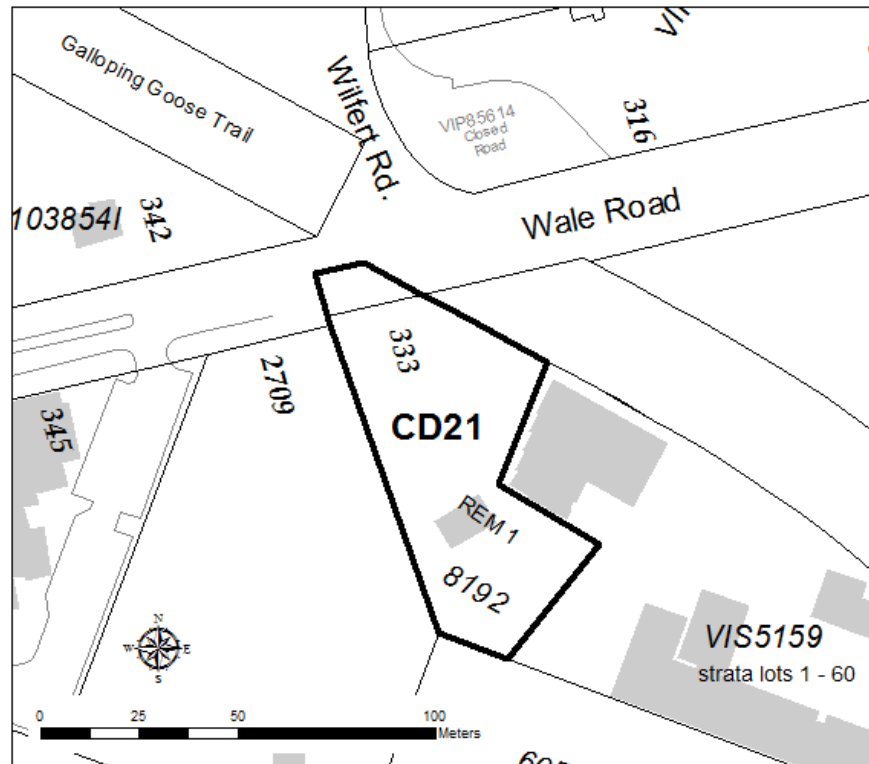 Galloping Goose Trail
Wilfert Rd.
VIP85614
Closed
Road
316
Wale Road
103854I
342
333
2709
345
CD21
REM 1
8192
VIS5159
strata lots 1 - 60
N
W E
S
0 25 50 100
Meters